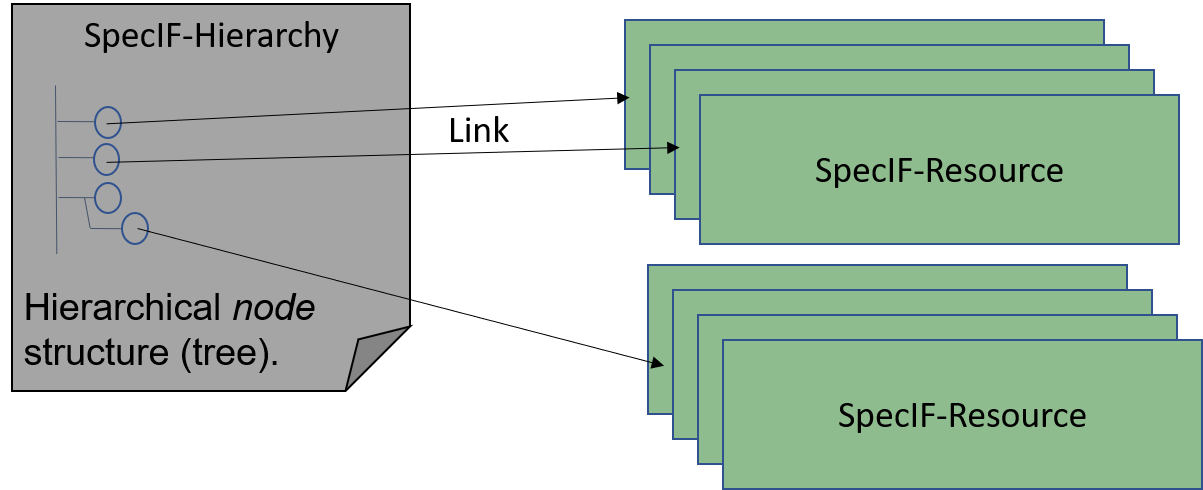 SpecIF-Hierarchy
Link
SpecIF-Resource
Hierarchical node
structure (tree).
SpecIF-Resource